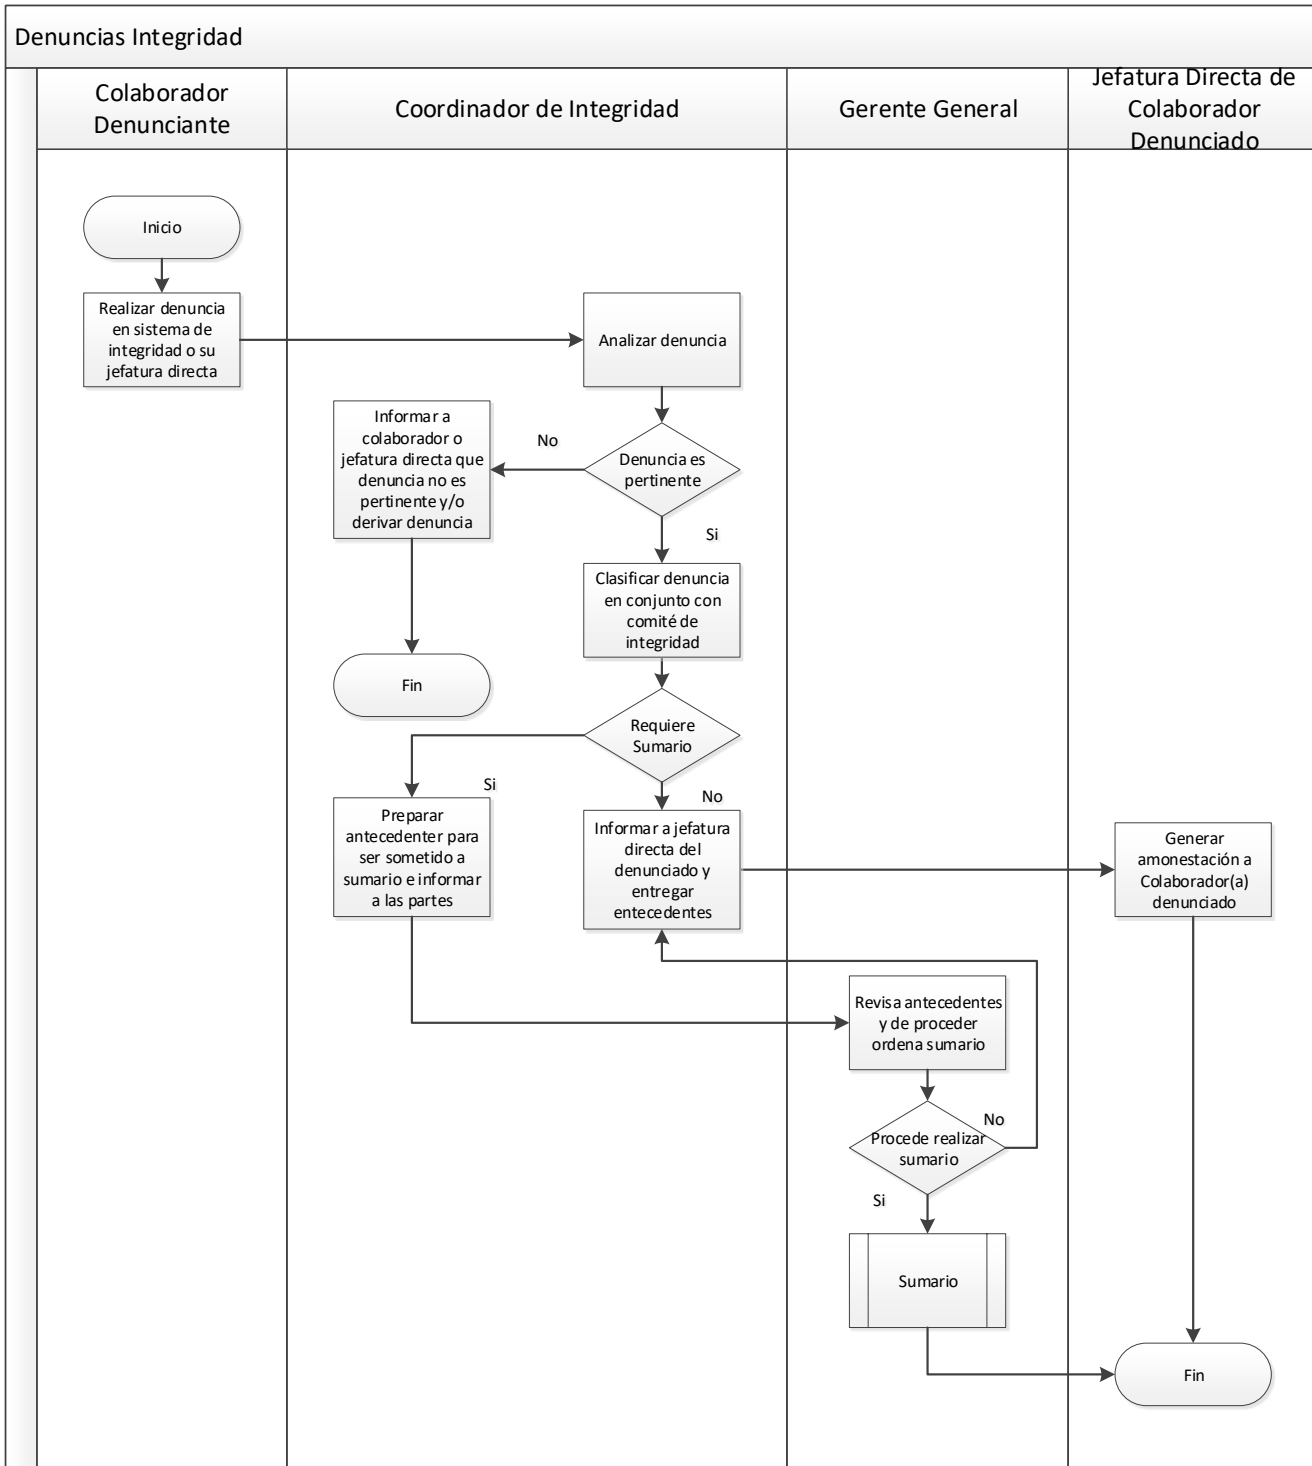 Denuncias Integridad
Colaborador
Denunciante
Coordinador de Integridad
Gerente General
Jefatura Directa de
Colaborador
Denunciado
Inicio
Realizar denuncia
en sistema de
integridad o su
jefatura directa
Analizar denuncia
Informar a
colaborador o
jefatura directa que
denuncia no es
pertinente y/o
derivar denuncia
No
Denuncia es
pertinente
Si
Clasificar denuncia
en conjunto con
comité de
integridad
Fin
Requiere
Sumario
Si
No
Preparar
antecedenter para
ser sometido a
sumario e informar
a las partes
Informar a jefatura
directa del
denunciado y
entregar
entecedentes
Generar
amonestación a
Colaborador(a)
denunciado
Revisa antecedentes
y de proceder
ordena sumario
No
Procede realizar
sumario
Si
Sumario
Fin